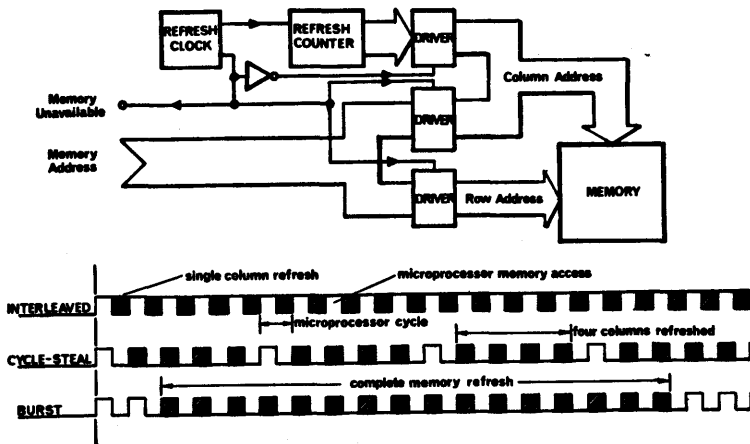 REFRESH
CLOCK
REFRESH
COUNTER
DRIVER
Column Address
Memory
Unavailable
DRIVER
Memory
Address
DRIVER
Row Address
MEMORY
single column refresh
microprocessor memory access
INTERLEAVED
microprocessor cycle
four columns refreshed
CYCLE-STEAL
complete memory refresh
BURST